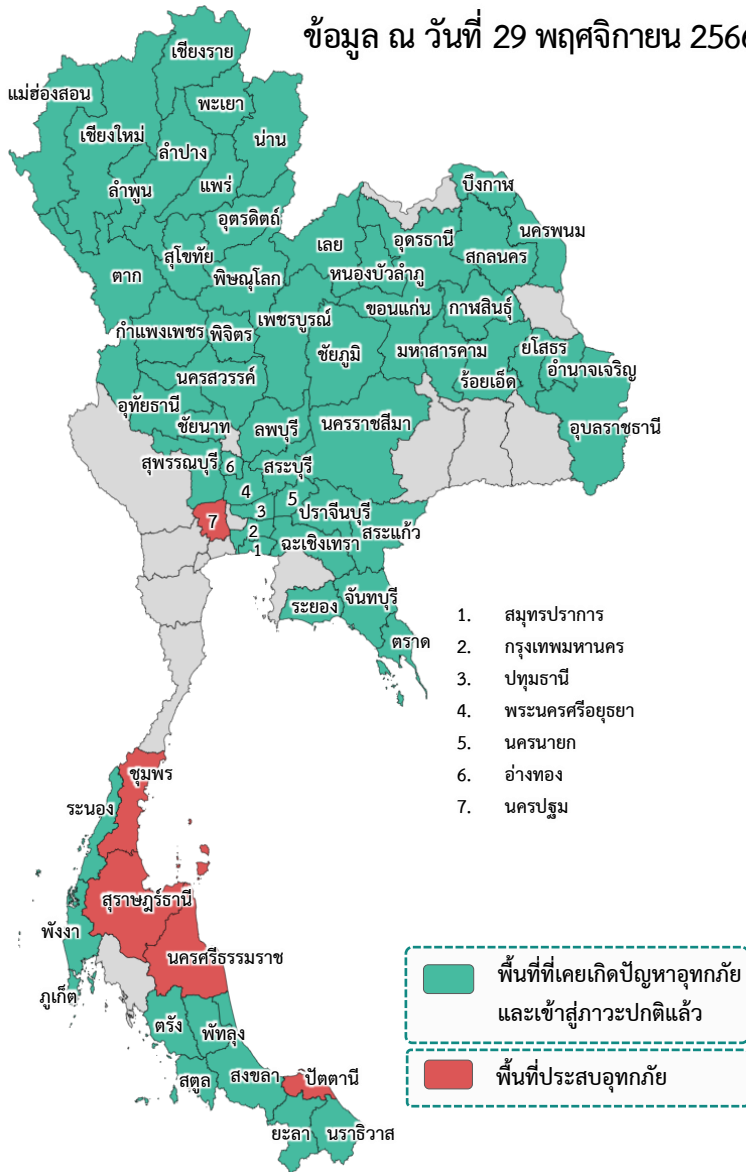 ข้อมูล ณ วันที่ 29 พฤศจิกายน 2566
เชียงราย
แม่ฮ่องสอน
พะเยา
เชียงใหม่
น่าน
ลำปาง
ลำพูน
แพร่
บึงกาฬ
อุตรดิตถ์
นครพนม
เลย
อุดรธานี
สุโขทัย
สกลนคร
ตาก
พิษณุโลก
หนองบัวลำภู
ขอนแก่น
กาฬสินธุ์
เพชรบูรณ์
กำแพงเพชร
พิจิตร
ชัยภูมิ
มหาสารคาม
ยโสธร
อำนาจเจริญ
นครสวรรค์
ร้อยเอ็ด
อุทัยธานี
ชัยนาท
ลพบุรี
นครราชสีมา
อุบลราชธานี
สุพรรณบุรี
6
สระบุรี
4
5
ปราจีนบุรี
7
3
2
สระแก้ว
1
ฉะเชิงเทรา
ระยอง
จันทบุรี
ตราด
1. สมุทรปราการ
2. กรุงเทพมหานคร
3. ปทุมธานี
4. พระนครศรีอยุธยา
5. นครนายก
6. อ่างทอง
7. นครปฐม
ชุมพร
ระนอง
สุราษฎร์ธานี
พังงา
นครศรีธรรมราช
ภูเก็ต
ตรัง
พัทลุง
สตูล
สงขลา
ปัตตานี
ยะลา
นราธิวาส
พื้นที่ที่เคยเกิดปัญหาอุทกภัย
และเข้าสู่ภาวะปกติแล้ว
พื้นที่ประสบอุทกภัย